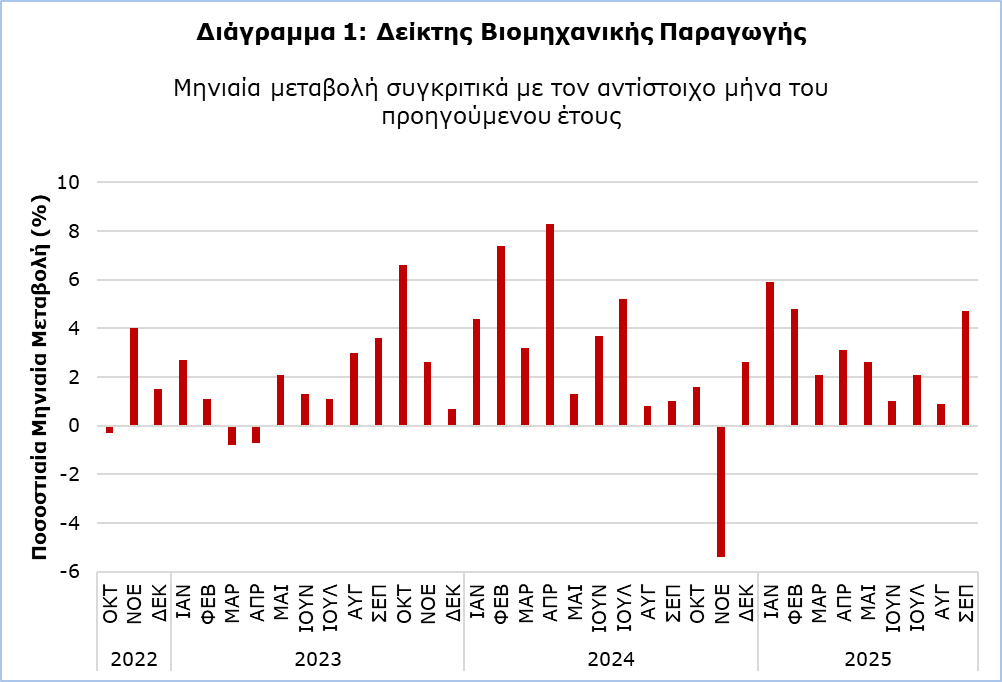 Διάγραμμα 1: Δείκτης Βιομηχανικής Παραγωγής
Μηνιαία μεταβολή συγκριτικά με τον αντίστοιχο μήνα του
προηγούμενου έτους
Ποσοστιαία Μηνιαία Μεταβολή (%)
10
8
6
4
2
0
-2
-4
-6
ΟΚΤ ΝΟΕ ΔΕΚ ΙΑΝ ΦΕΒ ΜΑΡ ΑΠΡ ΜΑΙ ΙΟΥΝ ΙΟΥΛ ΑΥΓ ΣΕΠ ΟΚΤ ΝΟΕ ΔΕΚ ΙΑΝ ΦΕΒ ΜΑΡ ΑΠΡ ΜΑΙ ΙΟΥΝ ΙΟΥΛ ΑΥΓ ΣΕΠ ΟΚΤ ΝΟΕ ΔΕΚ ΙΑΝ ΦΕΒ ΜΑΡ ΑΠΡ ΜΑΙ ΙΟΥΝ ΙΟΥΛ ΑΥΓ ΣΕΠ
2022 2023 2024 2025